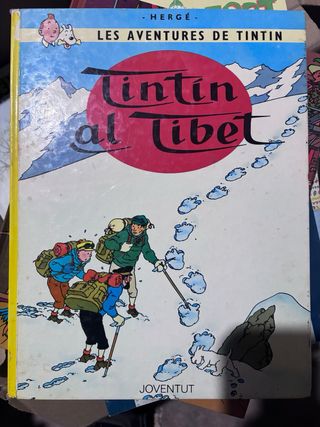 - HERGÉ -
LES AVENTURES DE TINTIN
Tintín
al Tibet
JOVENTUT